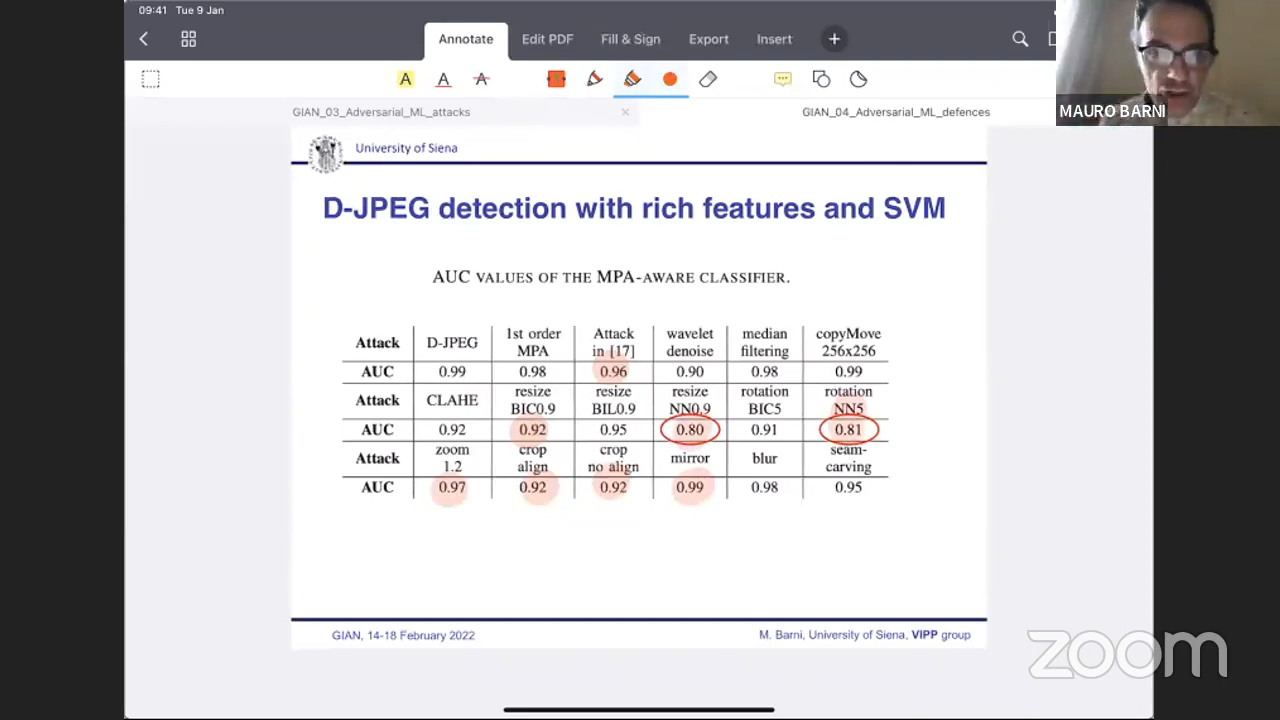 09:41 Tue 9 Jan
Annotate Edit PDF Fill & Sign Export Insert +
A A A
MAURO BARNI
GIAN_03_Adversarial_ML_attacks × GIAN_04_Adversarial_ML_defences
University of Siena
D-JPEG detection with rich features and SVM
AUC VALUES OF THE MPA-AWARE CLASSIFIER.
Attack D-JPEG 1st order MPA Attack in [17] wavelet denoise median filtering copyMove 256x256
AUC 0.99 0.98 0.96 0.90 0.98 0.99
Attack CLAHE resize BIC0.9 resize BIL0.9 resize NN0.9 rotation BIC5 rotation NN5
AUC 0.92 0.92 0.95 0.80 0.91 0.81
Attack zoom 1.2 crop align crop no align mirror blur seam-carving
AUC 0.97 0.92 0.92 0.99 0.98 0.95
GIAN, 14-18 February 2022 M. Barni, University of Siena, VIPP group
zoom